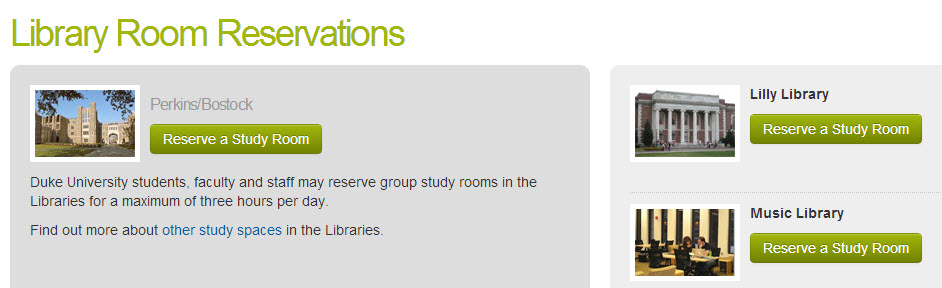 Library Room Reservations
Perkins/Bostock
Reserve a Study Room
Duke University students, faculty and staff may reserve group study rooms in the
Libraries for a maximum of three hours per day.
Find out more about other study spaces in the Libraries.
Lilly Library
Reserve a Study Room
Music Library
Reserve a Study Room